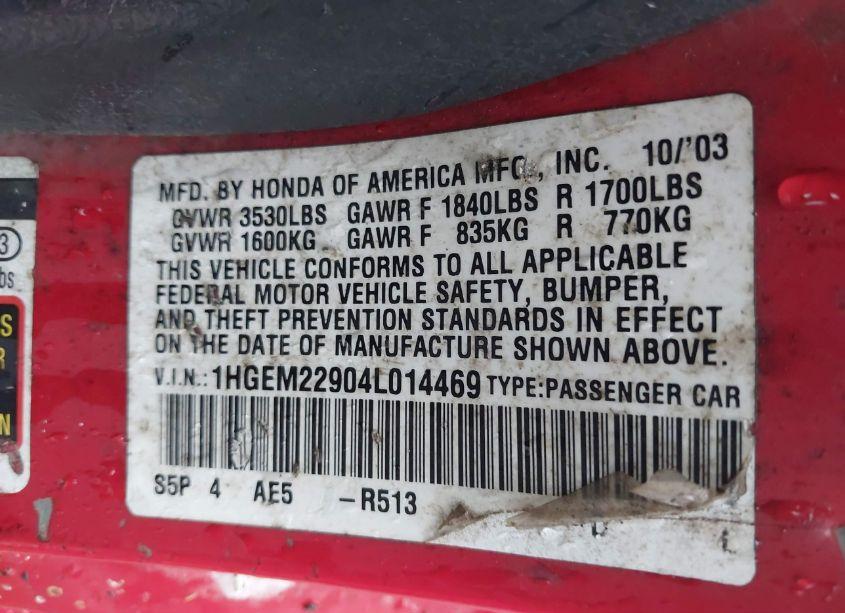 MFD. BY HONDA OF AMERICA MFG., INC. 10/'03
GVWR 3530LBS GAWR F 1840LBS R 1700LBS
GVWR 1600KG GAWR F 835KG R 770KG
THIS VEHICLE CONFORMS TO ALL APPLICABLE
FEDERAL MOTOR VEHICLE SAFETY, BUMPER,
AND THEFT PREVENTION STANDARDS IN EFFECT
ON THE DATE OF MANUFACTURE SHOWN ABOVE.
V.I.N.: 1HGEM22904L014469 TYPE:PASSENGER CAR
S5P 4 AE5 -R513
3
bs
S
R
N